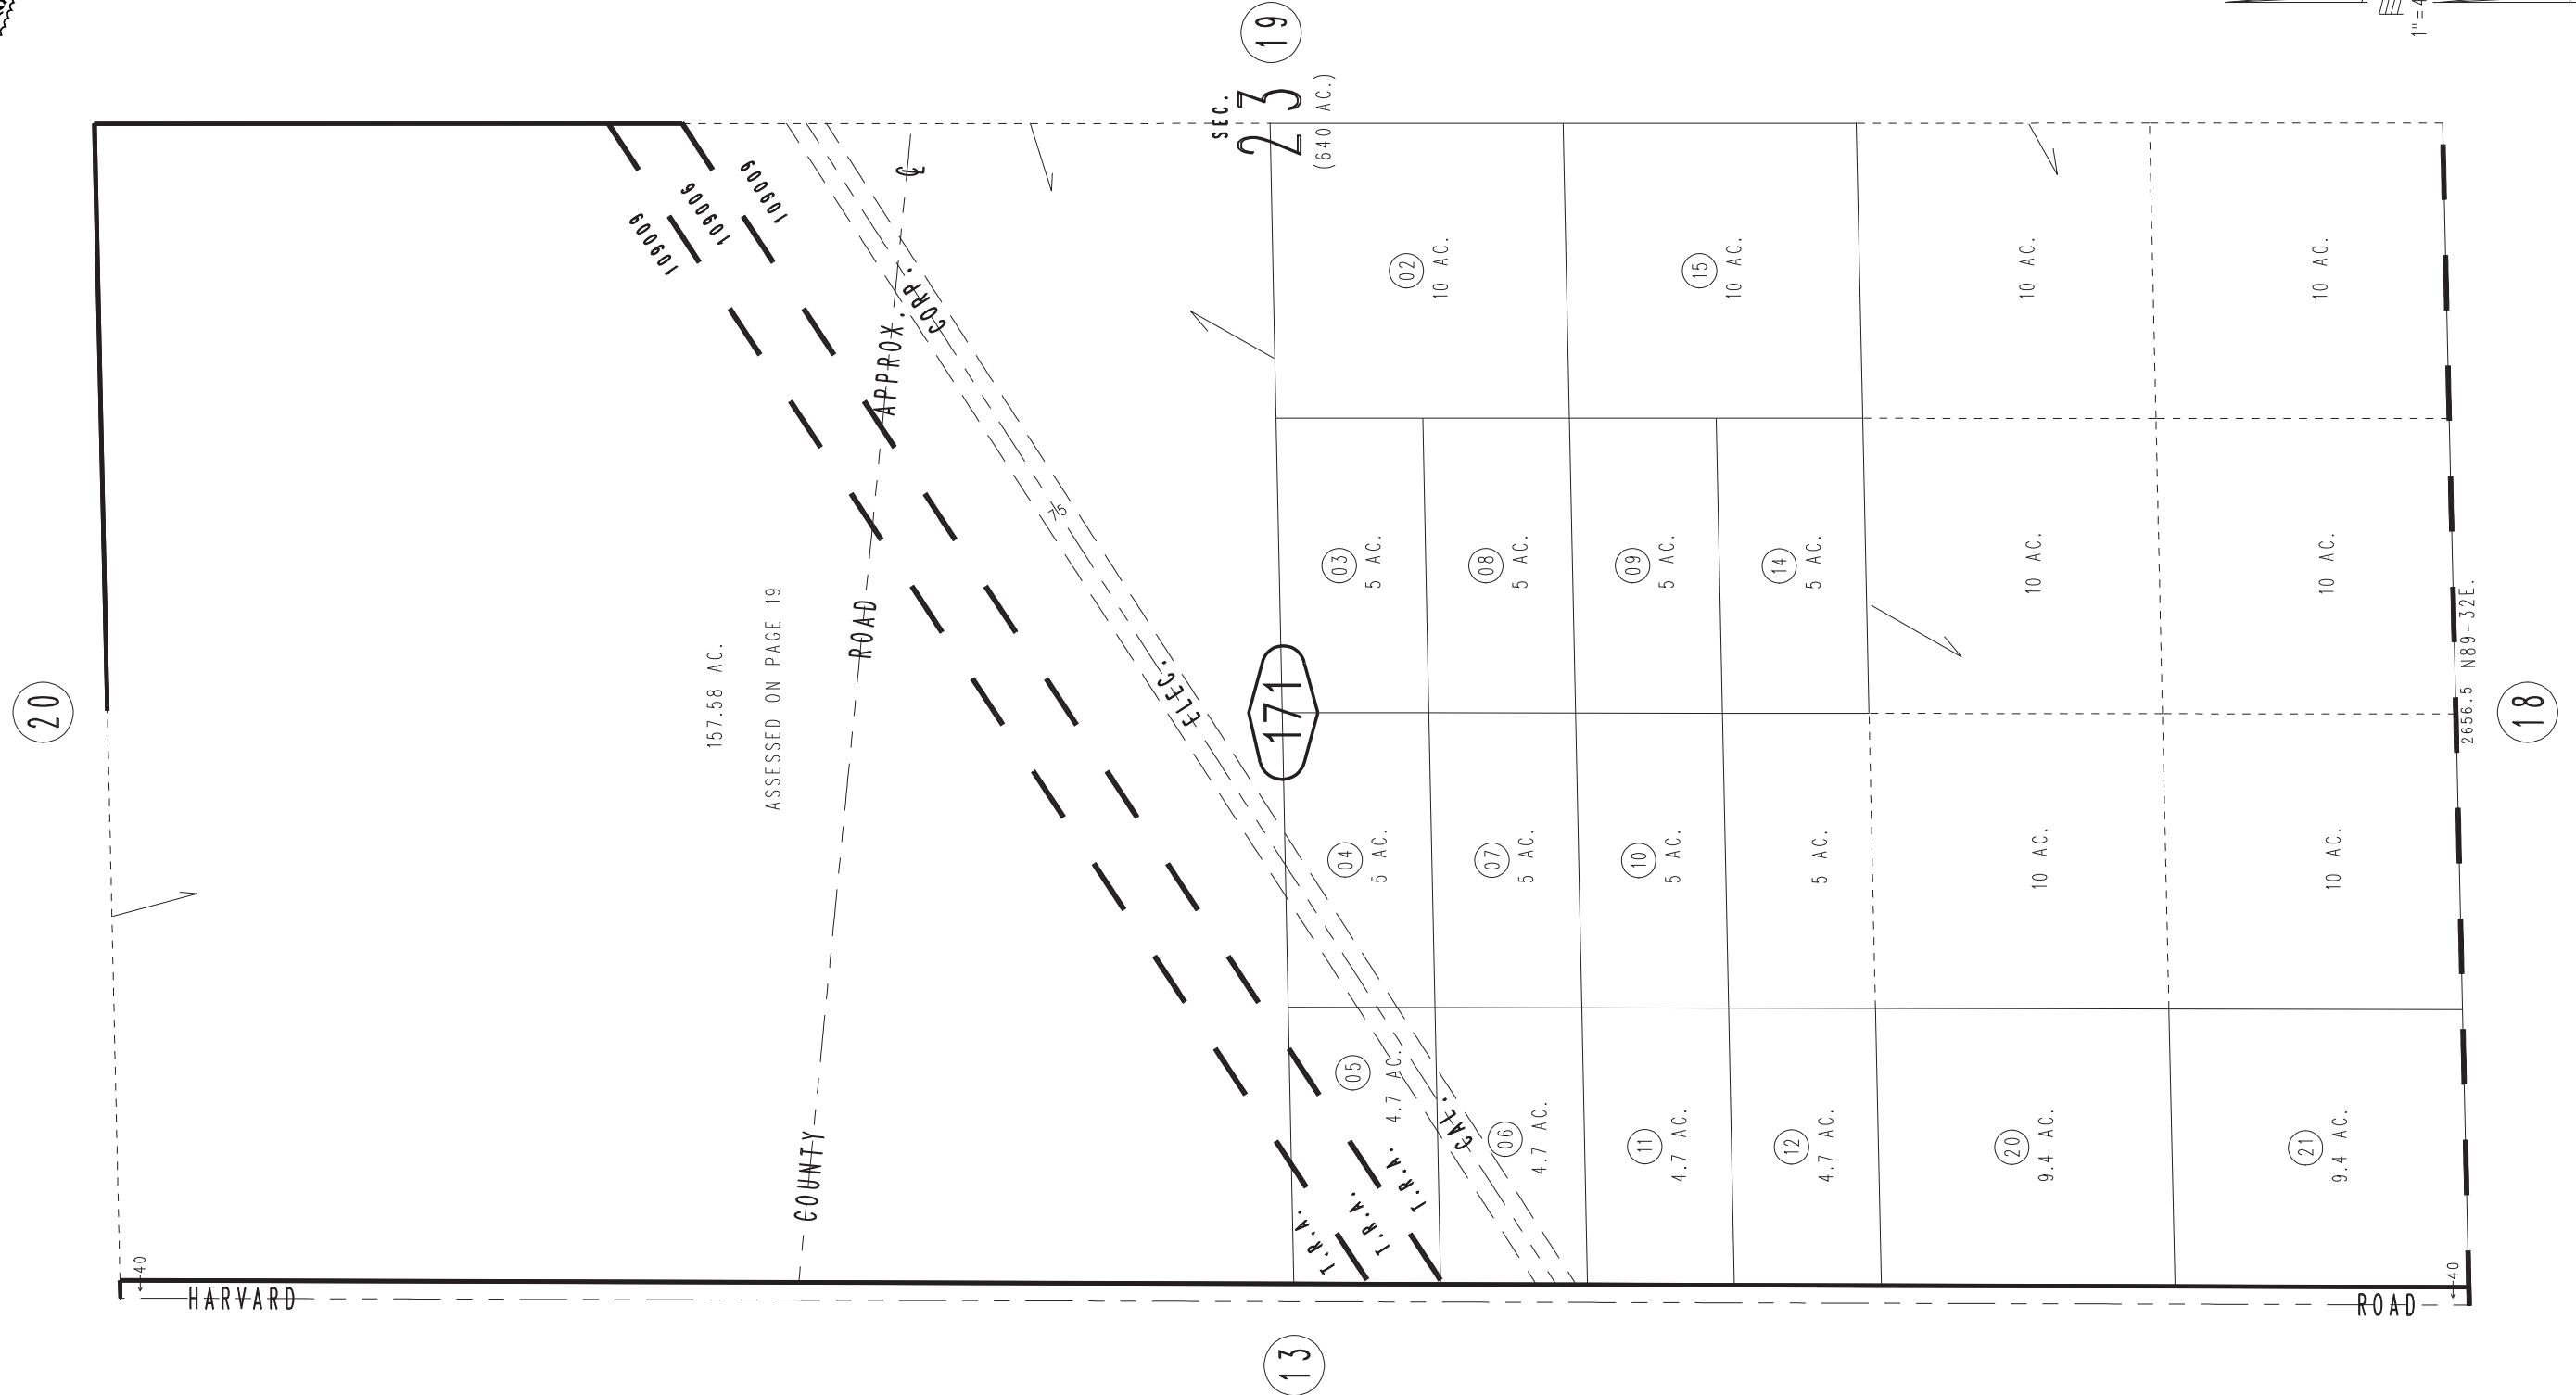 20
19
SEC.
23
(640 AC.)
1"=4
109009
109006
109009
℄
COUNTY ROAD APPROX.
CAL. ELEC. CORP.
75
157.58 AC.
ASSESSED ON PAGE 19
171
02
10 AC.
15
10 AC.
10 AC.
10 AC.
03
5 AC.
08
5 AC.
09
5 AC.
14
5 AC.
10 AC.
10 AC.
04
5 AC.
07
5 AC.
10
5 AC.
5 AC.
10 AC.
10 AC.
05
4.7 AC.
06
4.7 AC.
11
4.7 AC.
12
4.7 AC.
20
9.4 AC.
21
9.4 AC.
T.R.A.
T.R.A.
T.R.A.
2656.5 N89-32E.
18
40
40
HARVARD ROAD
13